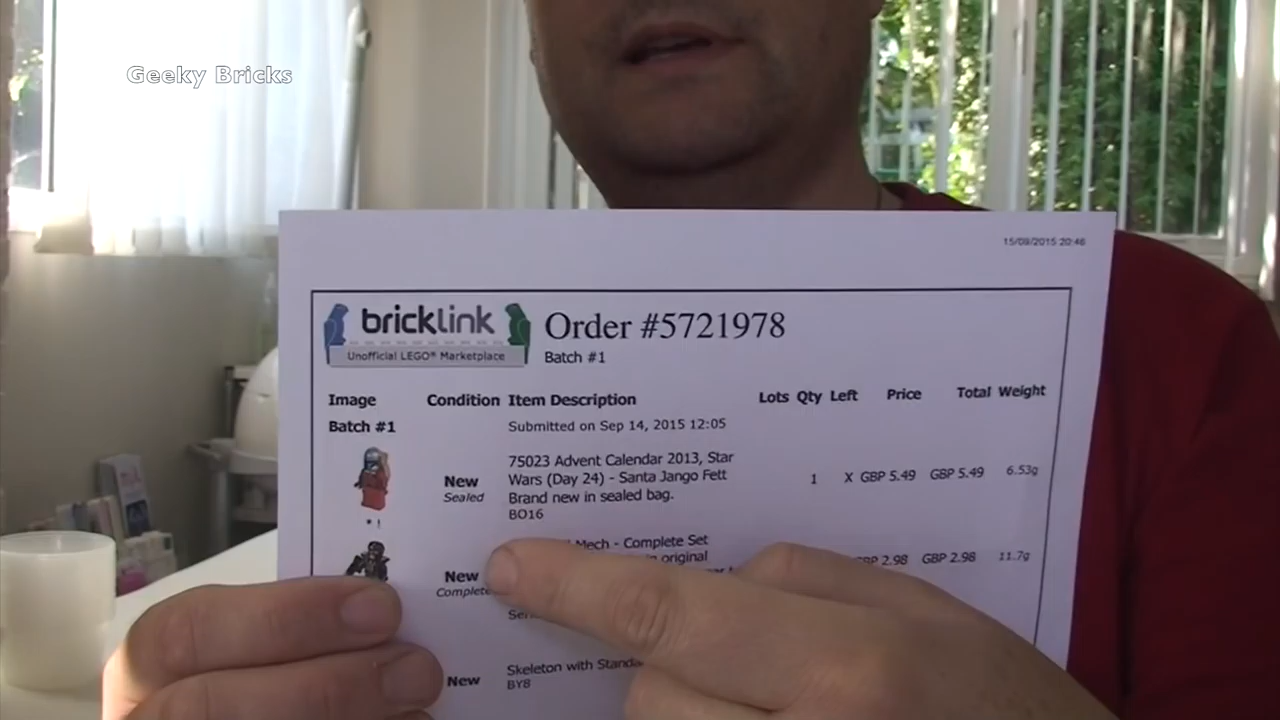 Geeky Bricks
15/09/2015 20:46
bricklink
Unofficial LEGO® Marketplace
Order #5721978
Batch #1
Image Condition Item Description Lots Qty Left Price Total Weight
Batch #1 Submitted on Sep 14, 2015 12:05
75023 Advent Calendar 2013, Star
Wars (Day 24) - Santa Jango Fett
Brand new in sealed bag.
BO16
New
Sealed
1 X GBP 5.49 GBP 5.49 6.53g
Mech - Complete Set
original
New
Complete
2.98 GBP 2.98 11.7g
New
Skeleton with
BY8